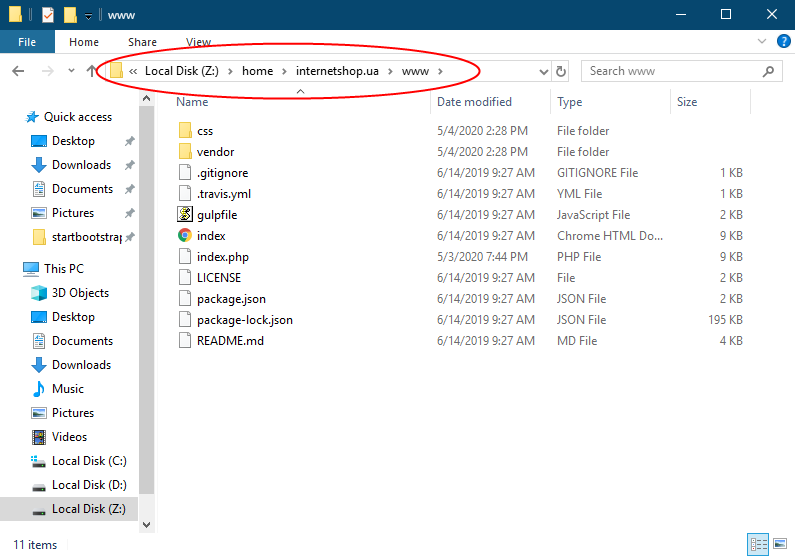 www
File Home Share View
« Local Disk (Z:) › home › internetshop.ua › www › Search www
Name Date modified Type Size
Quick access
Desktop
Downloads
Documents
Pictures
startbootstrap
This PC
3D Objects
Desktop
Documents
Downloads
Music
Pictures
Videos
Local Disk (C:)
Local Disk (D:)
Local Disk (Z:)
css 5/4/2020 2:28 PM File folder
vendor 5/4/2020 2:28 PM File folder
.gitignore 6/14/2019 9:27 AM GITIGNORE File 1 KB
.travis.yml 6/14/2019 9:27 AM YML File 1 KB
gulpfile 6/14/2019 9:27 AM JavaScript File 2 KB
index 6/14/2019 9:27 AM Chrome HTML Do... 9 KB
index.php 5/3/2020 7:44 PM PHP File 9 KB
LICENSE 6/14/2019 9:27 AM File 2 KB
package.json 6/14/2019 9:27 AM JSON File 2 KB
package-lock.json 6/14/2019 9:27 AM JSON File 195 KB
README.md 6/14/2019 9:27 AM MD File 4 KB
11 items